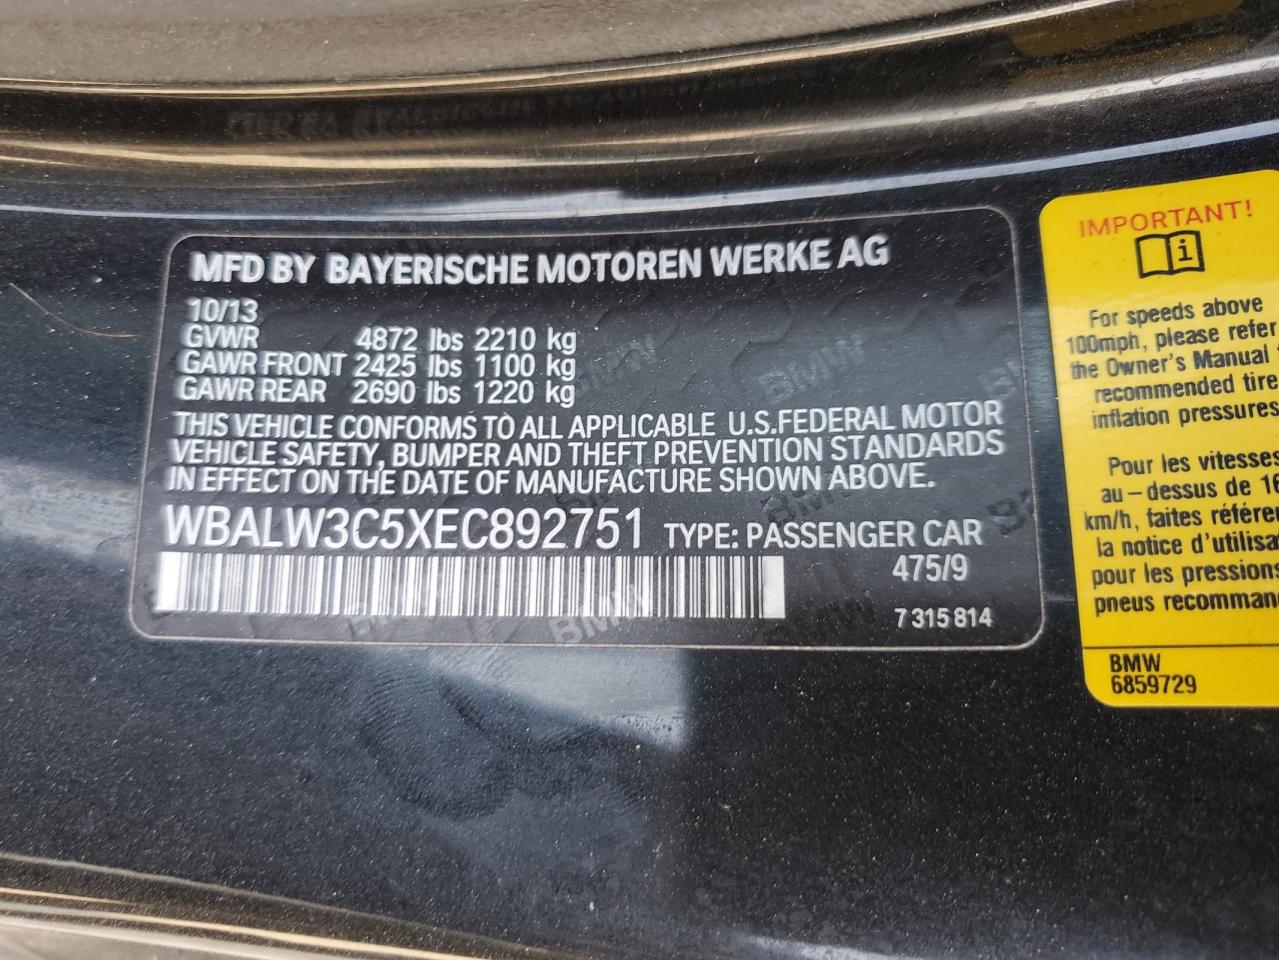 MFD BY BAYERISCHE MOTOREN WERKE AG
10/13
GVWR 4872 lbs 2210 kg
GAWR FRONT 2425 lbs 1100 kg
GAWR REAR 2690 lbs 1220 kg
THIS VEHICLE CONFORMS TO ALL APPLICABLE U.S.FEDERAL MOTOR
VEHICLE SAFETY, BUMPER AND THEFT PREVENTION STANDARDS
IN EFFECT ON THE DATE OF MANUFACTURE SHOWN ABOVE.
WBALW3C5XEC892751 TYPE: PASSENGER CAR
475/9
7 315 814
IMPORTANT!
For speeds above
100mph, please refer
the Owner's Manual
recommended tire
inflation pressures
Pour les vitesses
au-dessus de 16
km/h, faites référen
la notice d'utilisa
pour les pressions
pneus recomman
BMW
6859729